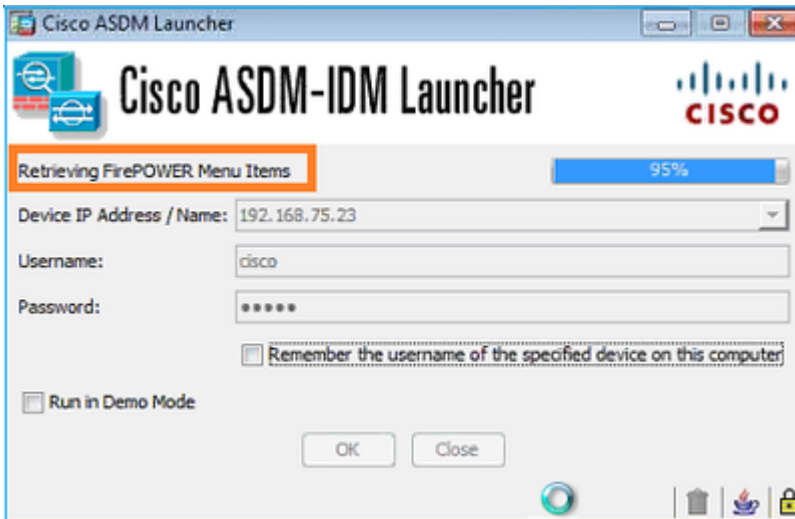 Cisco ASDM Launcher
Cisco ASDM-IDM Launcher
CISCO
Retrieving FirePOWER Menu Items
95%
Device IP Address / Name: 192.168.75.23
Username: cisco
Password: •••••
Remember the username of the specified device on this computer
Run in Demo Mode
OK Close